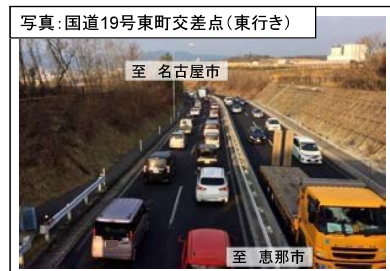 写真：国道19号東町交差点（東行き）
至　名古屋市
至　恵那市